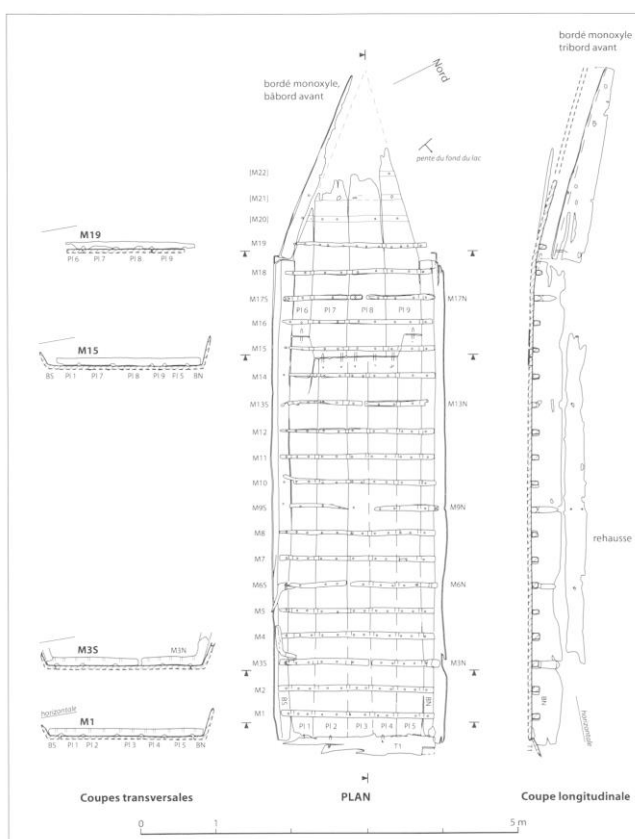 bordé monoxyle
tribord avant
Nord
bordé monoxyle,
bâbord avant
pente du fond du lac
[M22]
[M21]
[M20]
M19
M19
Pl 6 Pl 7 Pl 8 Pl 9
M18
M17S
M17N
Pl 6 Pl 7 Pl 8 Pl 9
M16
M15
M15
BS Pl 1 Pl 7 Pl 8 Pl 9 Pl 5 BN
M14
M13S
M13N
M12
M11
M10
M9S
M9N
rehausse
M8
M7
M6S
M6N
M5
M4
M3S
M3N
M3S
M3N
M2
BS
BN
BN
horizontale
M1
M1
horizontale
BS Pl 1 Pl 2 Pl 3 Pl 4 Pl 5 BN
Pl 1 Pl 2 Pl 3 Pl 4 Pl 5
T1
T1
Coupes transversales
PLAN
Coupe longitudinale
0 1 5 m